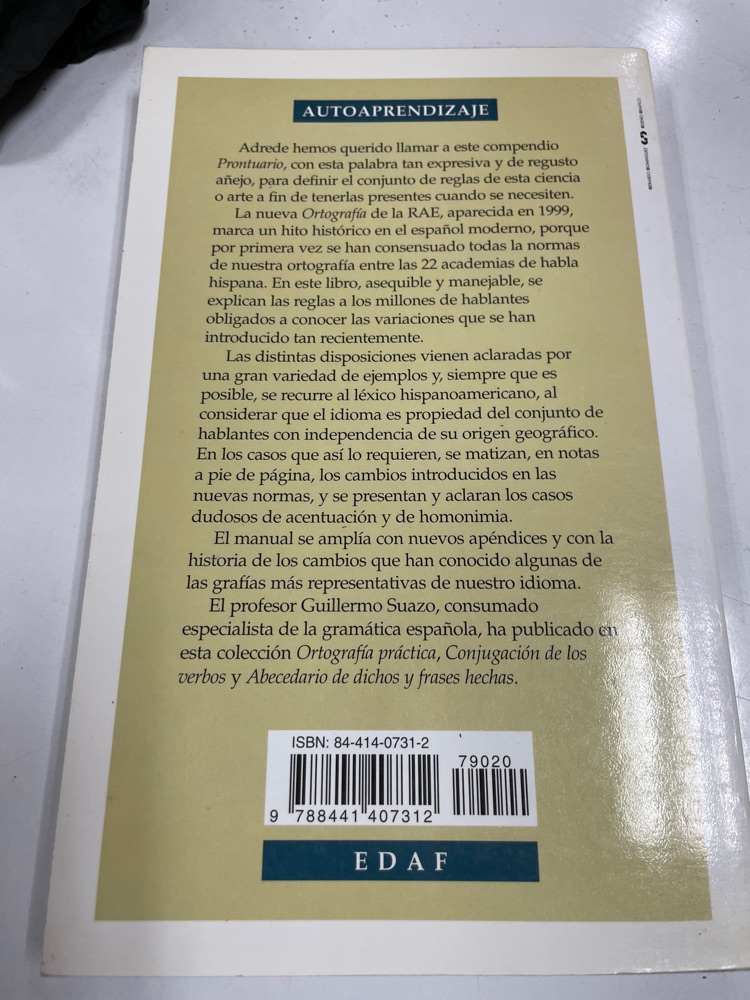 AUTOAPRENDIZAJE
Adrede hemos querido llamar a este compendio
Prontuario, con esta palabra tan expresiva y de regusto
añejo, para definir el conjunto de reglas de esta ciencia
o arte a fin de tenerlas presentes cuando se necesiten.
La nueva Ortografía de la RAE, aparecida en 1999,
marca un hito histórico en el español moderno, porque
por primera vez se han consensuado todas la normas
de nuestra ortografía entre las 22 academias de habla
hispana. En este libro, asequible y manejable, se
explican las reglas a los millones de hablantes
obligados a conocer las variaciones que se han
introducido tan recientemente.
Las distintas disposiciones vienen aclaradas por
una gran variedad de ejemplos y, siempre que es
posible, se recurre al léxico hispanoamericano, al
considerar que el idioma es propiedad del conjunto de
hablantes con independencia de su origen geográfico.
En los casos que así lo requieren, se matizan, en notas
a pie de página, los cambios introducidos en las
nuevas normas, y se presentan y aclaran los casos
dudosos de acentuación y de homonimia.
El manual se amplía con nuevos apéndices y con la
historia de los cambios que han conocido algunas de
las grafías más representativas de nuestro idioma.
El profesor Guillermo Suazo, consumado
especialista de la gramática española, ha publicado en
esta colección Ortografía práctica, Conjugación de los
verbos y Abecedario de dichos y frases hechas.
ISBN: 84-414-0731-2
79020
9 788441 407312
EDAF